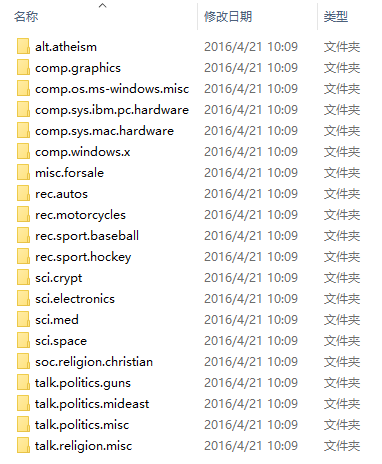 名称 修改日期 类型
alt.atheism 2016/4/21 10:09 文件夹
comp.graphics 2016/4/21 10:09 文件夹
comp.os.ms-windows.misc 2016/4/21 10:09 文件夹
comp.sys.ibm.pc.hardware 2016/4/21 10:09 文件夹
comp.sys.mac.hardware 2016/4/21 10:09 文件夹
comp.windows.x 2016/4/21 10:09 文件夹
misc.forsale 2016/4/21 10:09 文件夹
rec.autos 2016/4/21 10:09 文件夹
rec.motorcycles 2016/4/21 10:09 文件夹
rec.sport.baseball 2016/4/21 10:09 文件夹
rec.sport.hockey 2016/4/21 10:09 文件夹
sci.crypt 2016/4/21 10:09 文件夹
sci.electronics 2016/4/21 10:09 文件夹
sci.med 2016/4/21 10:09 文件夹
sci.space 2016/4/21 10:09 文件夹
soc.religion.christian 2016/4/21 10:09 文件夹
talk.politics.guns 2016/4/21 10:09 文件夹
talk.politics.mideast 2016/4/21 10:09 文件夹
talk.politics.misc 2016/4/21 10:09 文件夹
talk.religion.misc 2016/4/21 10:09 文件夹